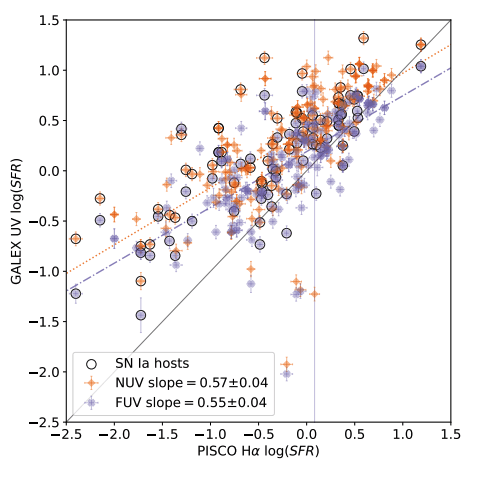 1.5
1.0
0.5
0.0
−0.5
−1.0
−1.5
−2.0
−2.5
GALEX UV log(SFR)
SN Ia hosts
NUV slope = 0.57±0.04
FUV slope = 0.55±0.04
−2.5 −2.0 −1.5 −1.0 −0.5 0.0 0.5 1.0 1.5
PISCO Hα log(SFR)